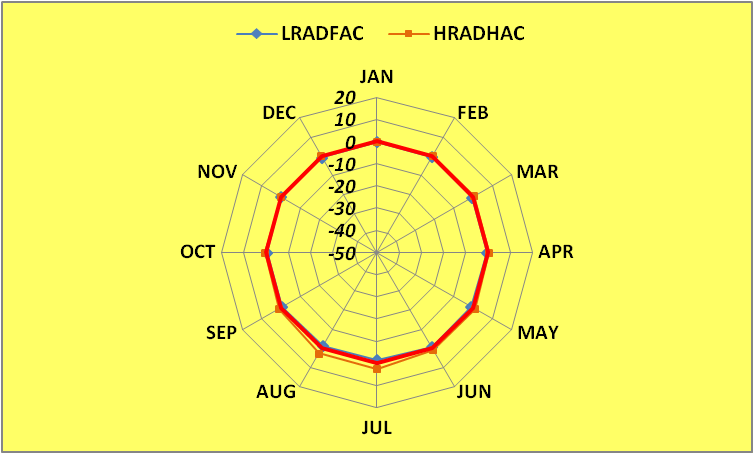 LRADFAC HRADHAC
JAN
FEB
MAR
APR
MAY
JUN
JUL
AUG
SEP
OCT
NOV
DEC
20
10
0
-10
-20
-30
-40
-50